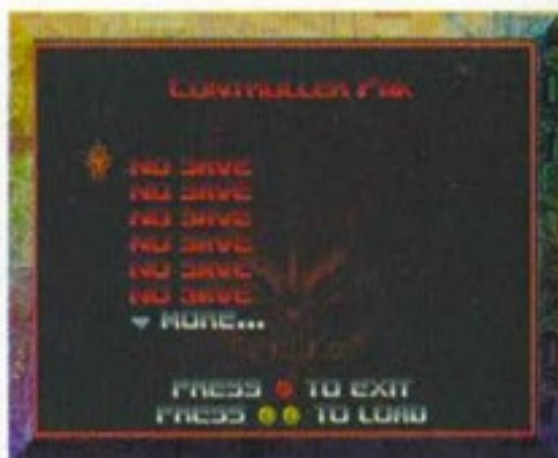 CONTROLLER PAK
NO SAVE
NO SAVE
NO SAVE
NO SAVE
NO SAVE
NO SAVE
MORE...
PRESS TO EXIT
PRESS TO LOAD